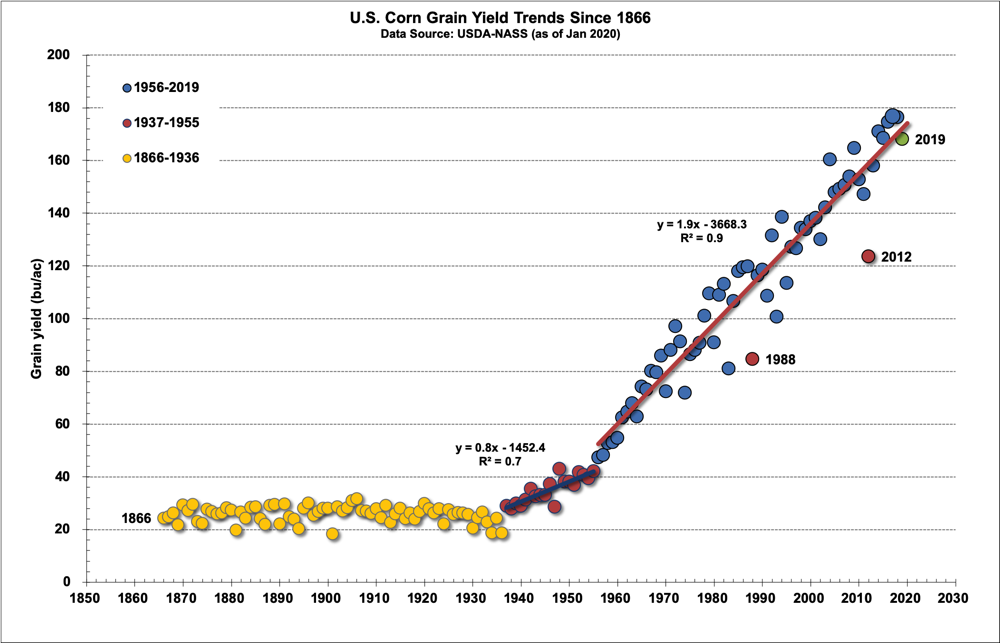 U.S. Corn Grain Yield Trends Since 1866
Data Source: USDA-NASS (as of Jan 2020)
Grain yield (bu/ac)
200
180
160
140
120
100
80
60
40
20
0
1956-2019
1937-1955
1866-1936
2019
y = 1.9x - 3668.3
R² = 0.9
2012
1988
y = 0.8x - 1452.4
R² = 0.7
1866
1850 1860 1870 1880 1890 1900 1910 1920 1930 1940 1950 1960 1970 1980 1990 2000 2010 2020 2030